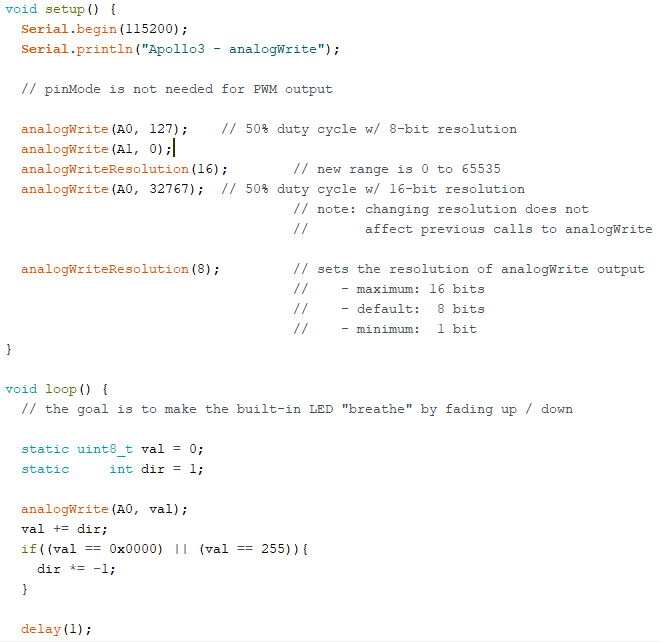 void setup() {
  Serial.begin(115200);
  Serial.println("Apollo3 - analogWrite");

  // pinMode is not needed for PWM output

  analogWrite(A0, 127);    // 50% duty cycle w/ 8-bit resolution
  analogWrite(A1, 0);
  analogWriteResolution(16);        // new range is 0 to 65535
  analogWrite(A0, 32767);  // 50% duty cycle w/ 16-bit resolution
                                    // note: changing resolution does not
                                    //       affect previous calls to analogWrite

  analogWriteResolution(8);         // sets the resolution of analogWrite output
                                    //    - maximum: 16 bits
                                    //    - default:  8 bits
                                    //    - minimum:  1 bit
}

void loop() {
  // the goal is to make the built-in LED "breathe" by fading up / down

  static uint8_t val = 0;
  static     int dir = 1;

  analogWrite(A0, val);
  val += dir;
  if((val == 0x0000) || (val == 255)){
    dir *= -1;
  }

  delay(1);